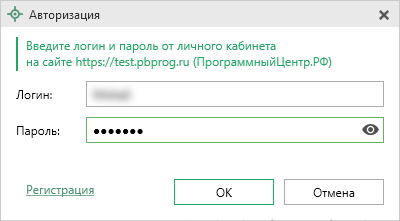 Авторизация
Введите логин и пароль от личного кабинета
на сайте https://test.pbprog.ru (ПрограммныйЦентр.РФ)
Логин:
Пароль: ●●●●●●●
Регистрация
ОК
Отмена